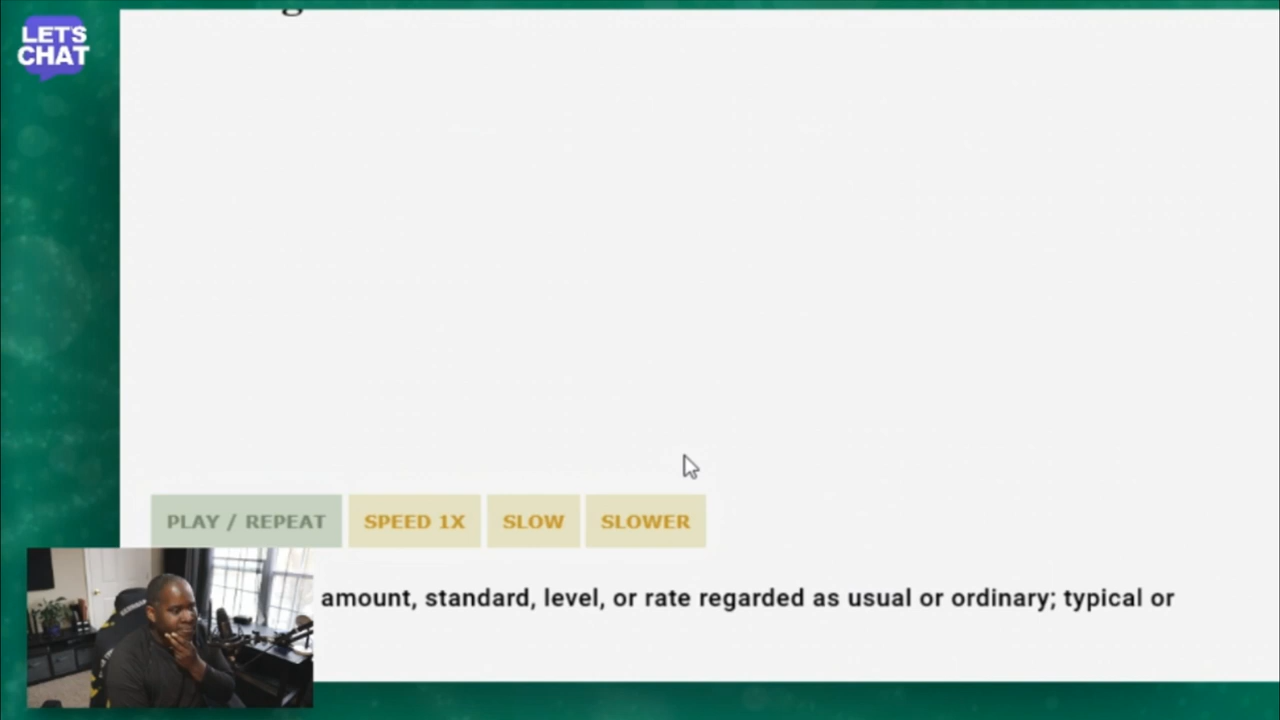 LET'S
CHAT
PLAY / REPEAT SPEED 1X SLOW SLOWER
amount, standard, level, or rate regarded as usual or ordinary; typical or